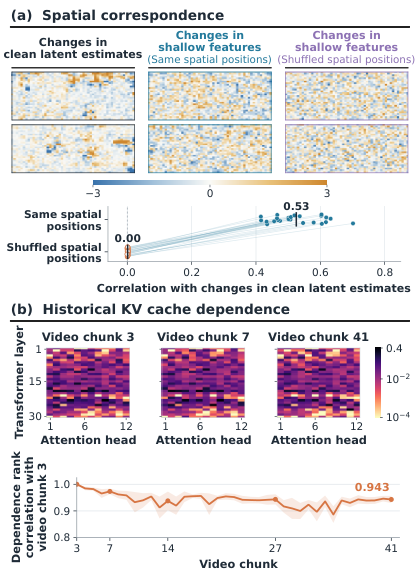 (a) Spatial correspondence
Changes in
clean latent estimates
Changes in
shallow features
(Same spatial positions)
Changes in
shallow features
(Shuffled spatial positions)
−3
0
3
Same spatial
positions
Shuffled spatial
positions
0.53
0.00
0.0
0.2
0.4
0.6
0.8
Correlation with changes in clean latent estimates
(b) Historical KV cache dependence
Video chunk 3
Video chunk 7
Video chunk 41
Transformer layer
1
15
30
1
6
12
1
6
12
1
6
12
Attention head
Attention head
Attention head
0.4
10−2
10−4
Dependence rank
correlation with
video chunk 3
1.0
0.9
0.8
0.943
3
7
14
27
41
Video chunk